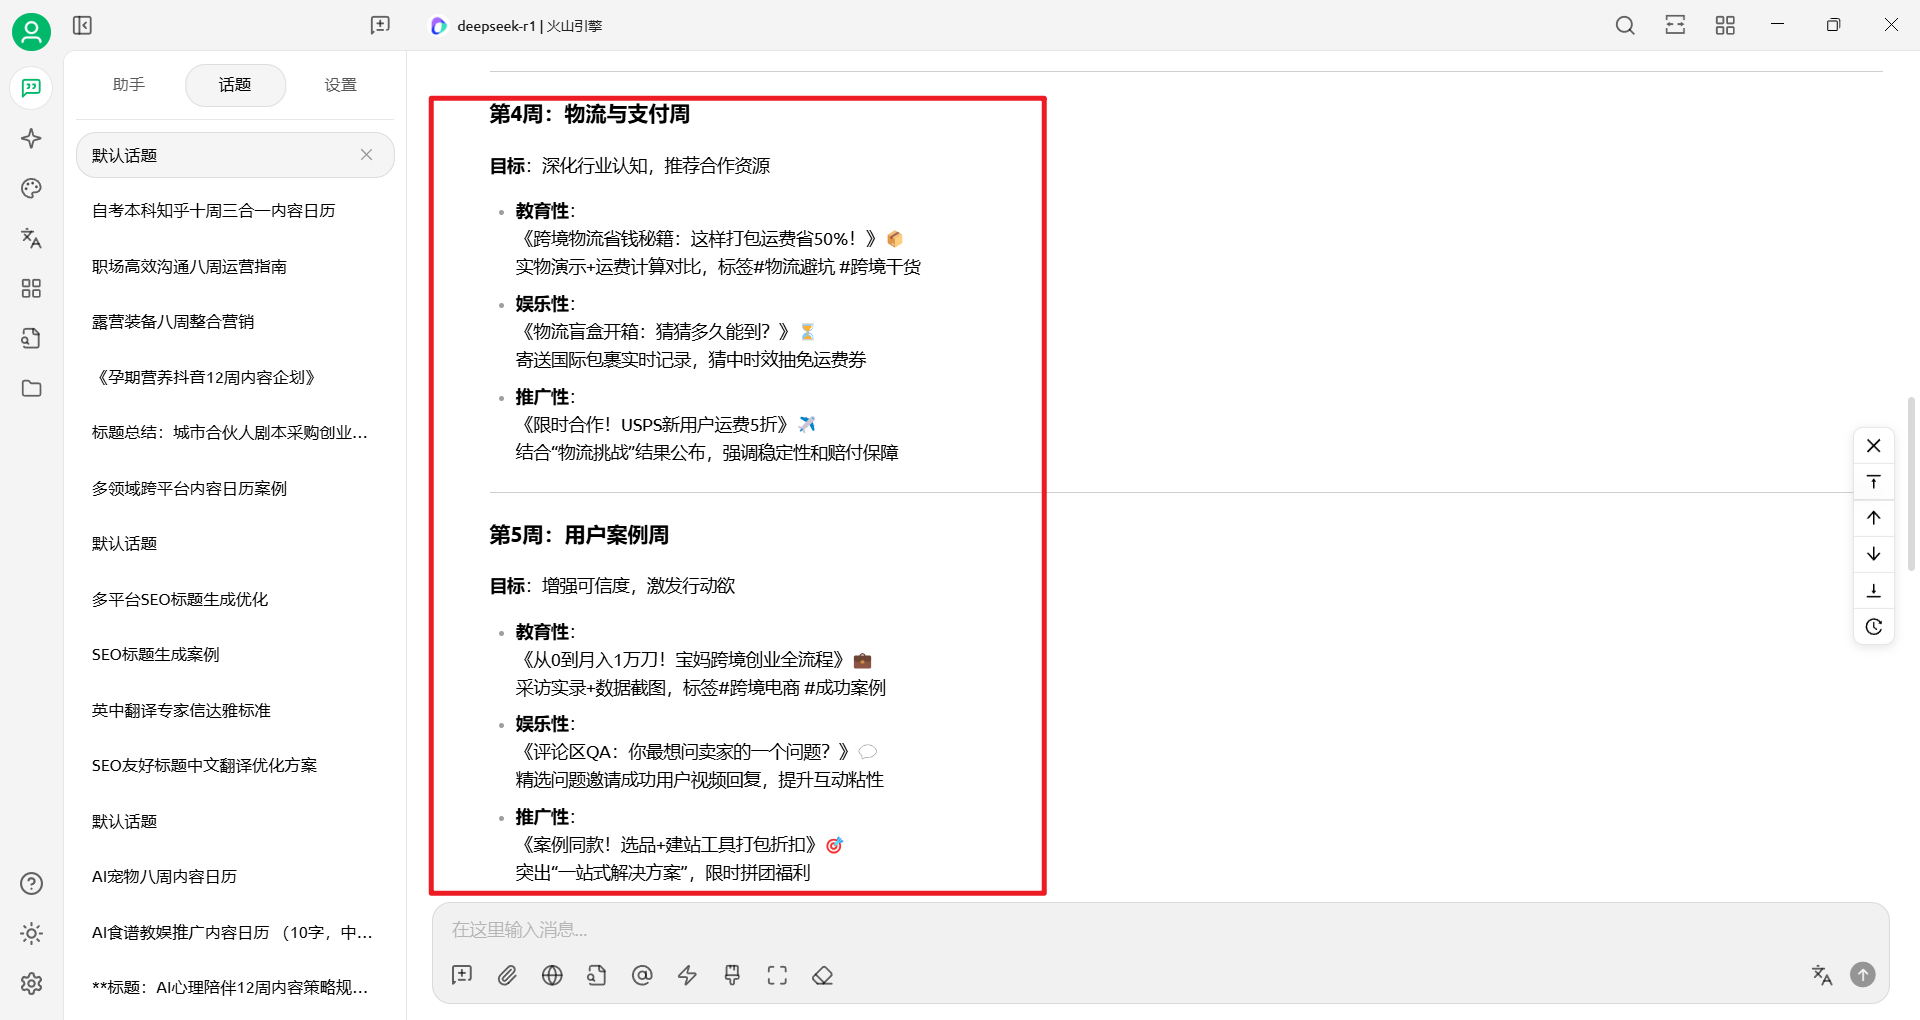 deepseek-r1 | 火山引擎
助手
话题
设置
默认话题
自考本科知乎十周三合一内容日历
职场高效沟通八周运营指南
露营装备八周整合营销
《孕期营养抖音12周内容企划》
标题总结：城市合伙人剧本采购创业...
多领域跨平台内容日历案例
默认话题
多平台SEO标题生成优化
SEO标题生成案例
英中翻译专家信达雅标准
SEO友好标题中文翻译优化方案
默认话题
AI宠物八周内容日历
AI食谱教娱推广内容日历 （10字，中...
**标题：AI心理陪伴12周内容策略规...
第4周：物流与支付周
目标：深化行业认知，推荐合作资源
教育性：
《跨境物流省钱秘籍：这样打包运费省50%！》📦
实物演示+运费计算对比，标签#物流避坑 #跨境干货
娱乐性：
《物流盲盒开箱：猜猜多久能到？》⏳
寄送国际包裹实时记录，猜中时效抽免运费券
推广性：
《限时合作！USPS新用户运费5折》✈️
结合“物流挑战”结果公布，强调稳定性和赔付保障
第5周：用户案例周
目标：增强可信度，激发行动欲
教育性：
《从0到月入1万刀！宝妈跨境创业全流程》💼
采访实录+数据截图，标签#跨境电商 #成功案例
娱乐性：
《评论区QA：你最想问卖家的一个问题？》💬
精选问题邀请成功用户视频回复，提升互动粘性
推广性：
《案例同款！选品+建站工具打包折扣》🎯
突出“一站式解决方案”，限时拼团福利
在这里输入消息...